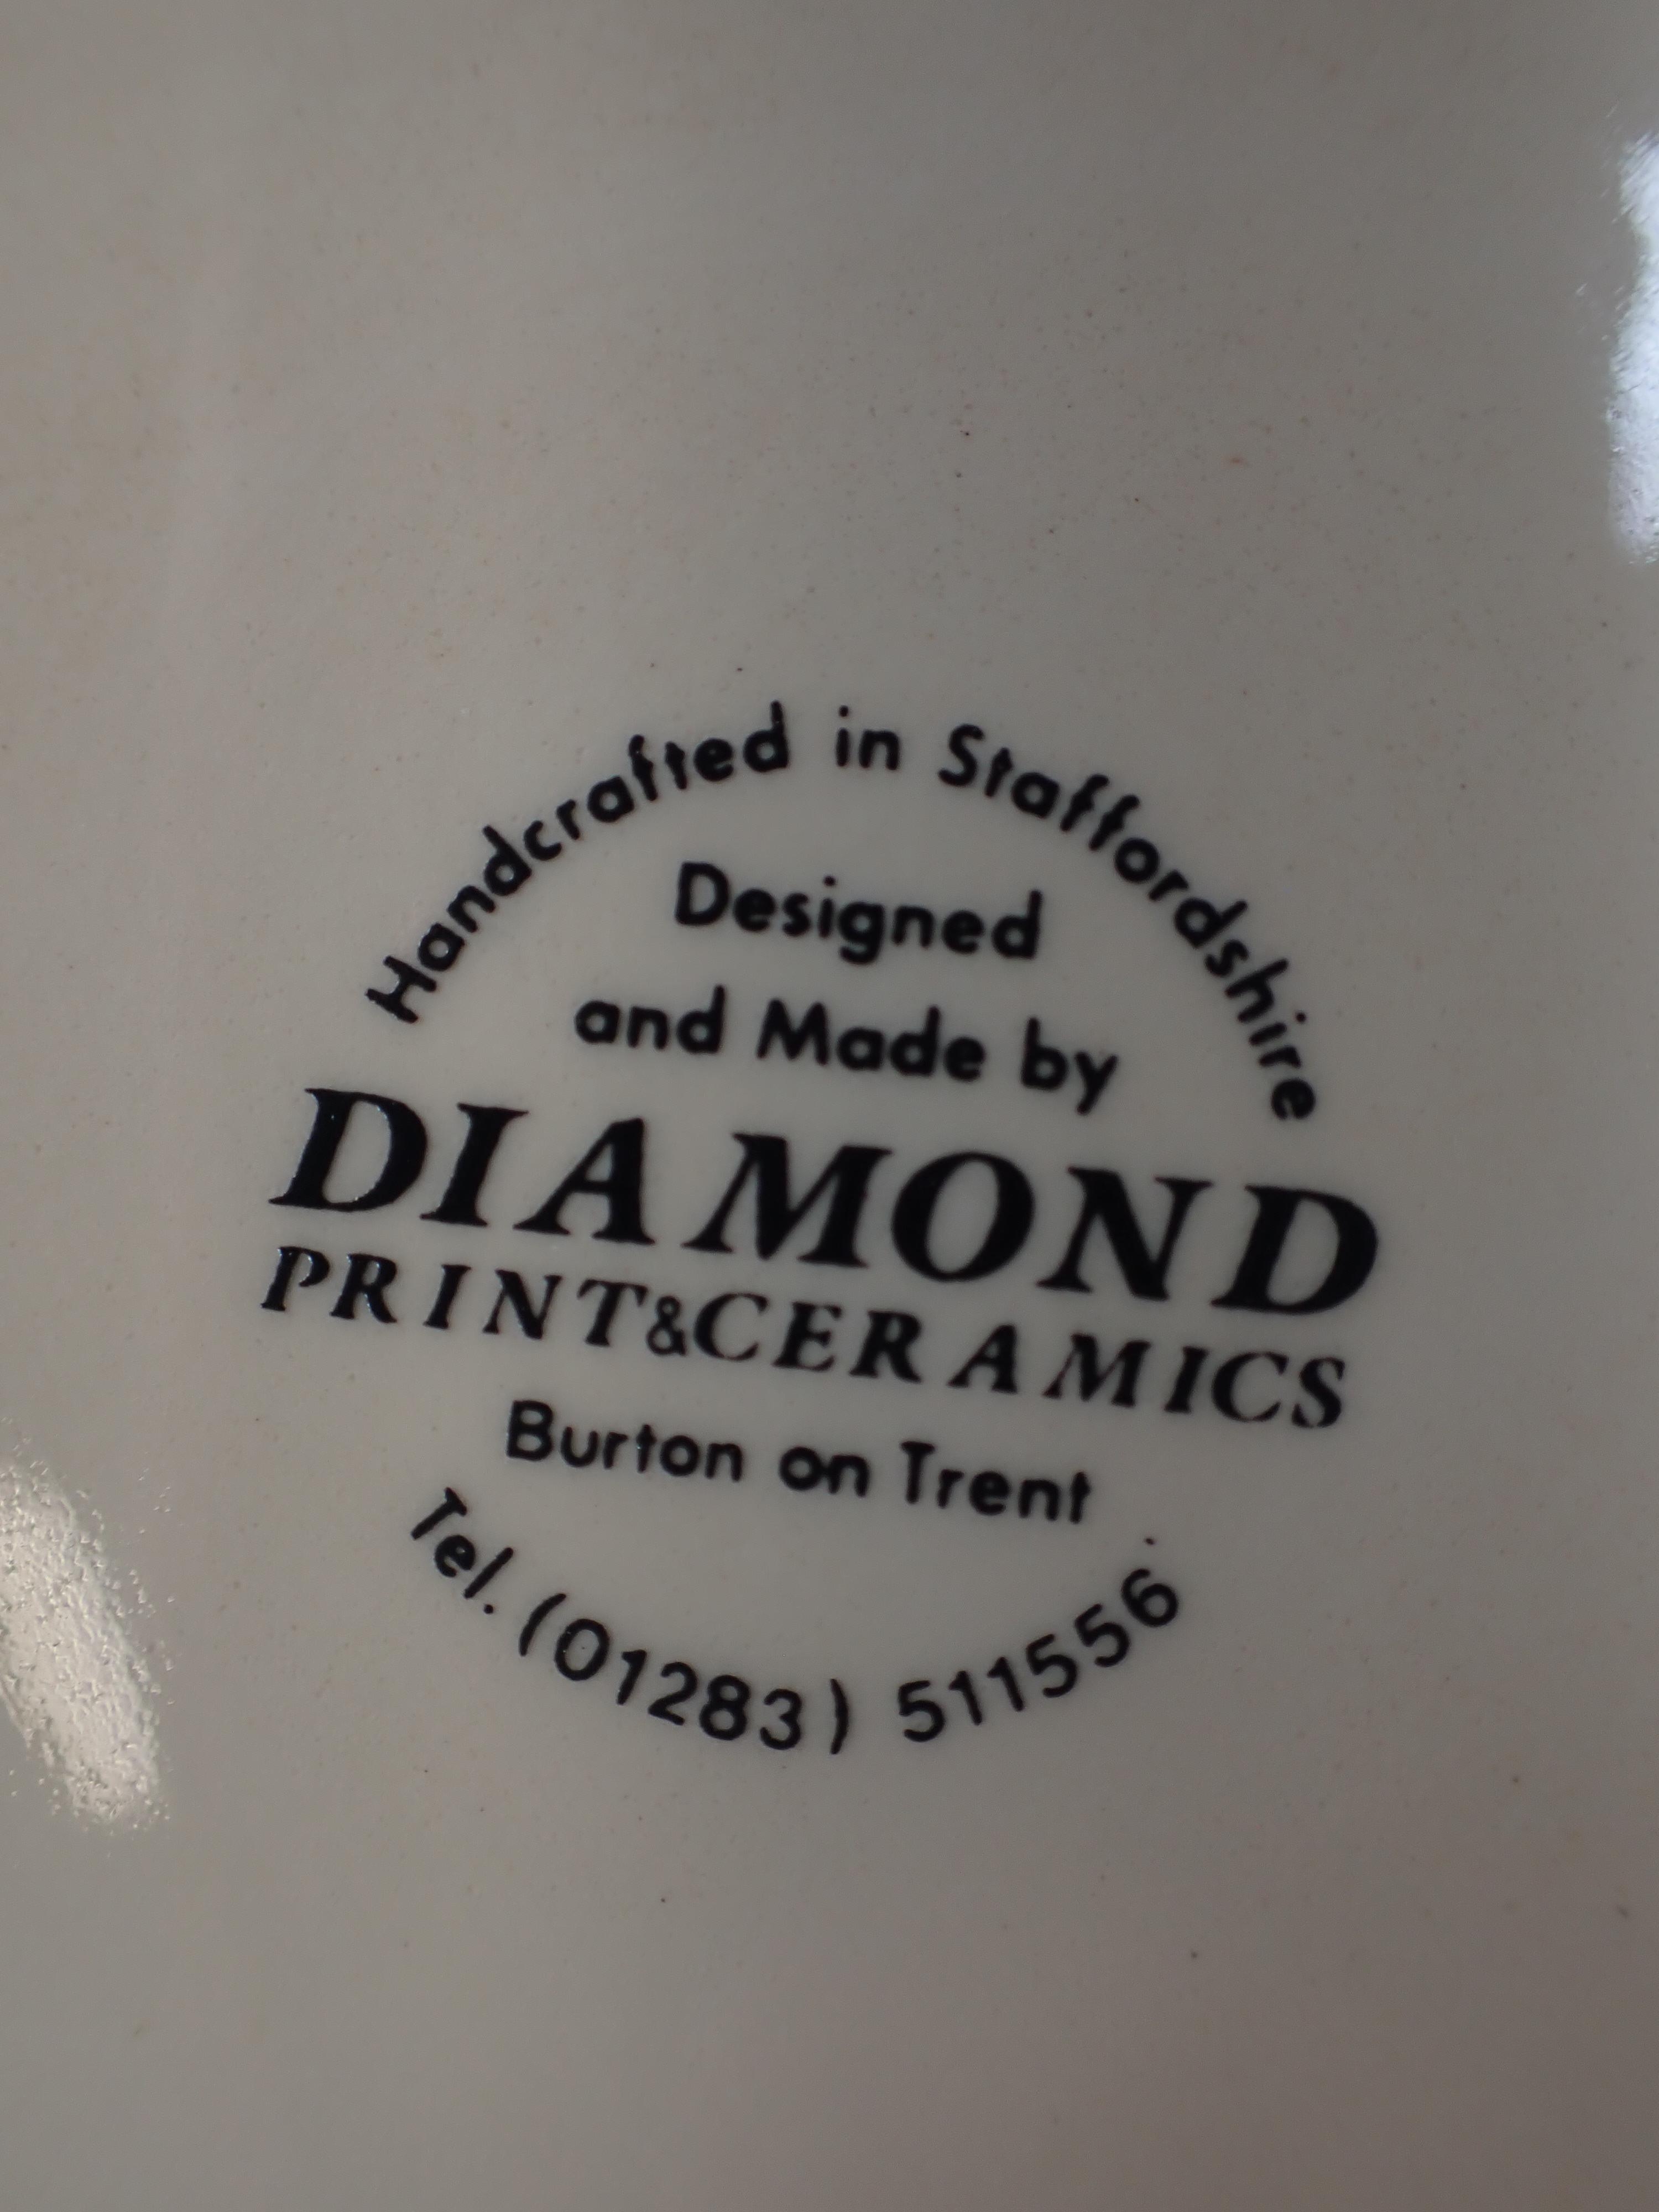 Handcrafted in Staffordshire
Designed
and Made by
DIAMOND
PRINT&CERAMICS
Burton on Trent
Tel. (01283) 511556